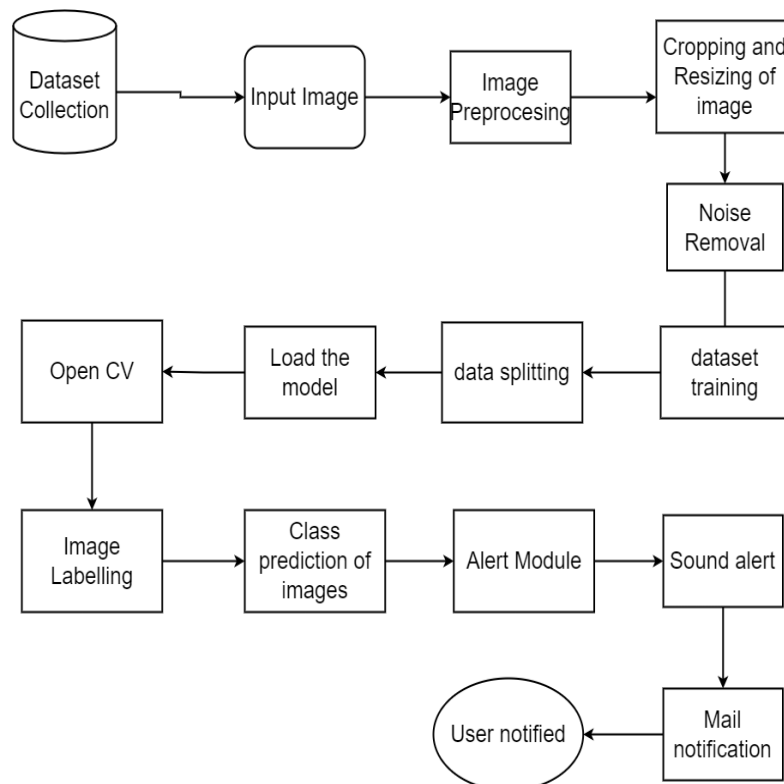 Dataset
Collection
Input Image
Image
Preprocesing
Cropping and
Resizing of
image
Noise
Removal
dataset
training
data splitting
Load the
model
Open CV
Image
Labelling
Class
prediction of
images
Alert Module
Sound alert
Mail
notification
User notified